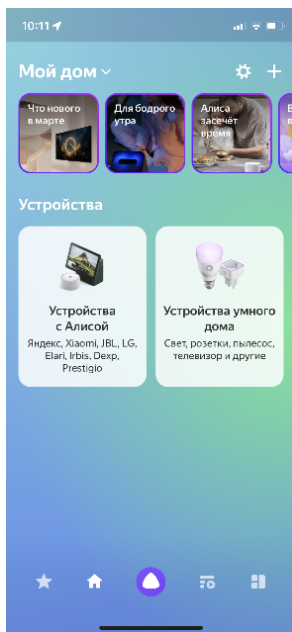 10:11
Мой дом
Что нового
в марте
Для бодрого
утра
Алиса
засечёт
время
Устройства
Устройства
с Алисой
Яндекс, Xiaomi, JBL, LG,
Elari, Irbis, Dexp,
Prestigio
Устройства умного
дома
Свет, розетки, пылесос,
телевизор и другие